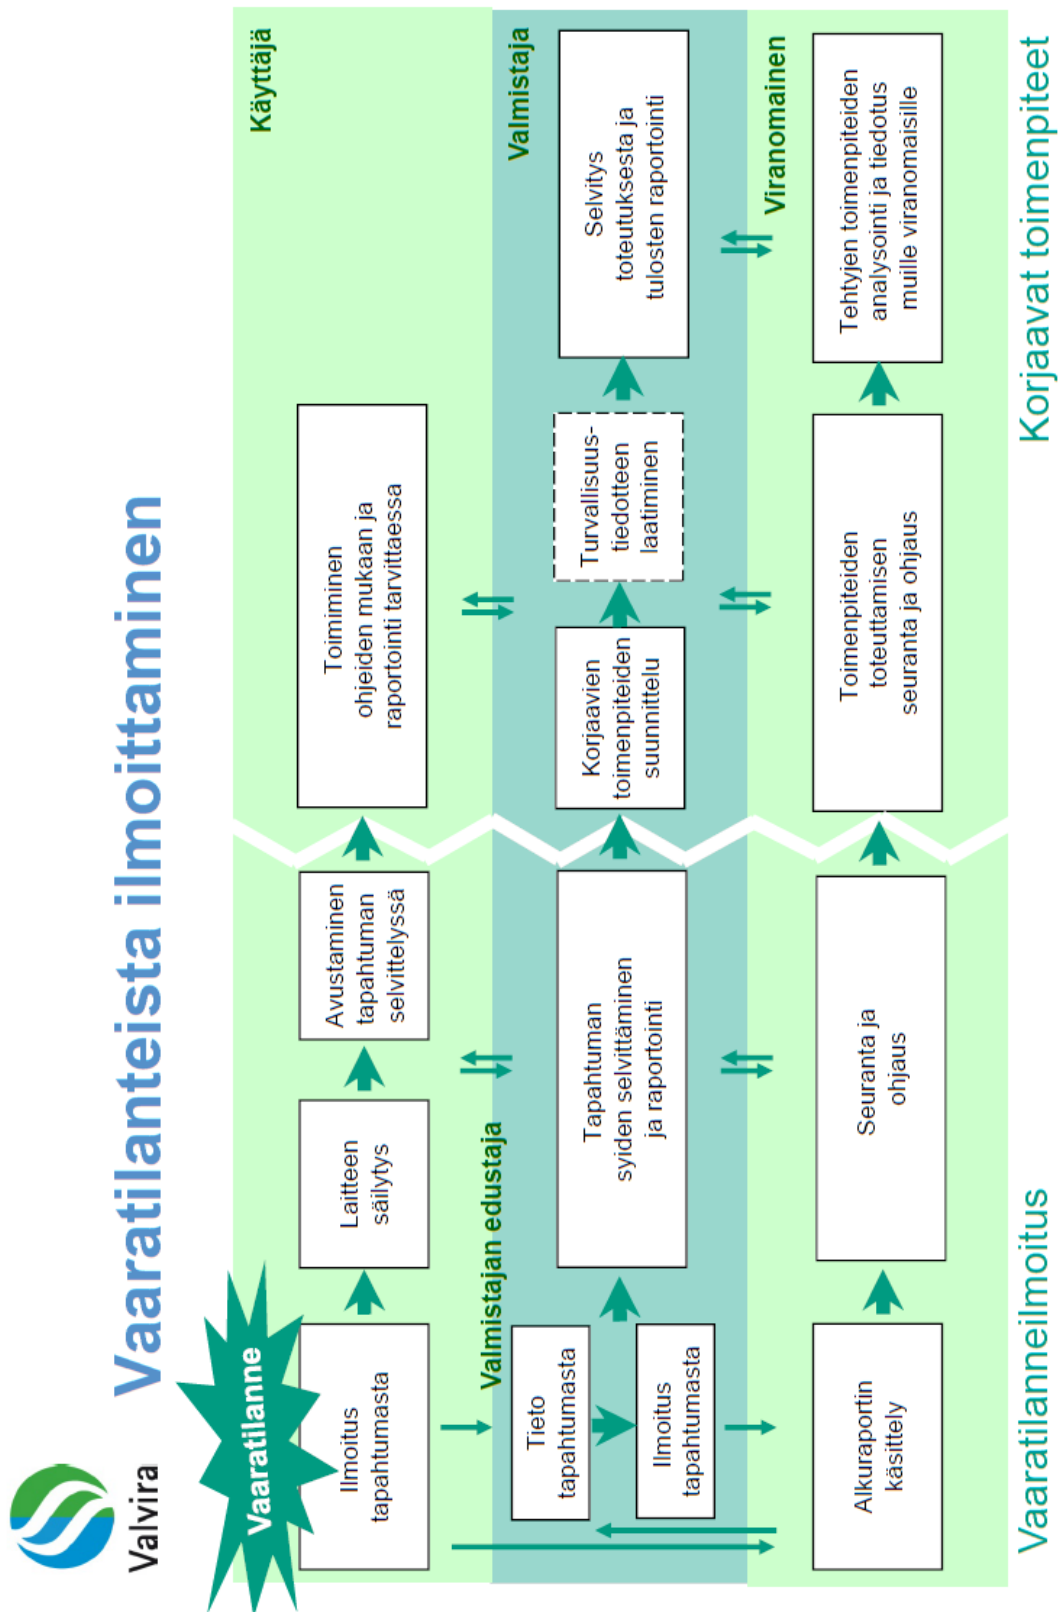 Valvira
Vaaratilanteista ilmoittaminen
Käyttäjä
Vaaratilanne
Ilmoitus
tapahtumasta
Laitteen
säilytys
Avustaminen
tapahtuman
selvittelyssä
Toimiminen
ohjeiden mukaan ja
raportointi tarvittaessa
Valmistajan edustaja
Valmistaja
Tieto
tapahtumasta
Ilmoitus
tapahtumasta
Tapahtuman
syiden selvittäminen
ja raportointi
Korjaavien
toimenpiteiden
suunnittelu
Turvallisuus-
tiedotteen
laatiminen
Selvitys
toteutuksesta ja
tulosten raportointi
Viranomainen
Alkuraportin
käsittely
Seuranta ja
ohjaus
Toimenpiteiden
toteuttamisen
seuranta ja ohjaus
Tehtyjen toimenpiteiden
analysointi ja tiedotus
muille viranomaisille
Vaaratilanneilmoitus
Korjaavat toimenpiteet